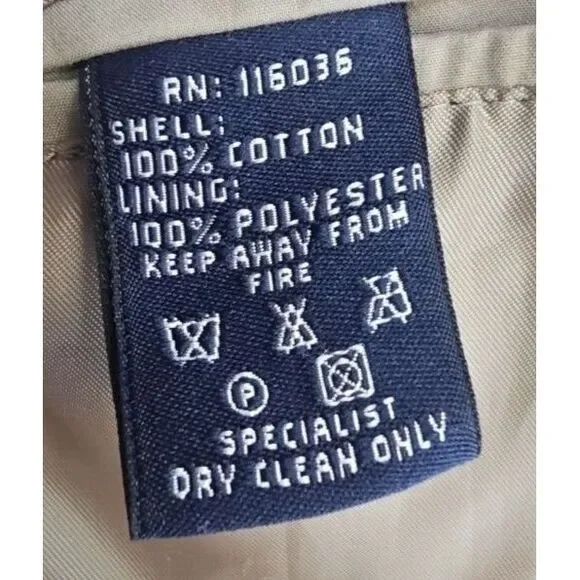 RN: 116036
SHELL:
100% COTTON
LINING:
100% POLYESTER
KEEP AWAY FROM
FIRE
P
SPECIALIST
DRY CLEAN ONLY